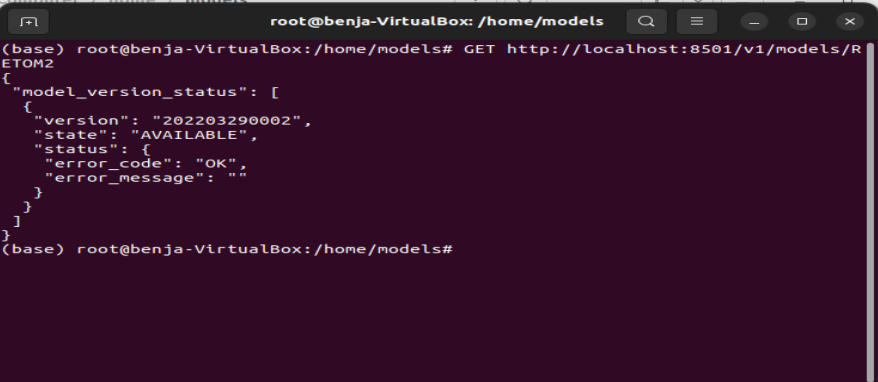 root@benja-VirtualBox: /home/models
(base) root@benja-VirtualBox:/home/models# GET http://localhost:8501/v1/models/R
ETOM2
{
 "model_version_status": [
  {
   "version": "202203290002",
   "state": "AVAILABLE",
   "status": {
    "error_code": "OK",
    "error_message": ""
   }
  }
 ]
}
(base) root@benja-VirtualBox:/home/models#